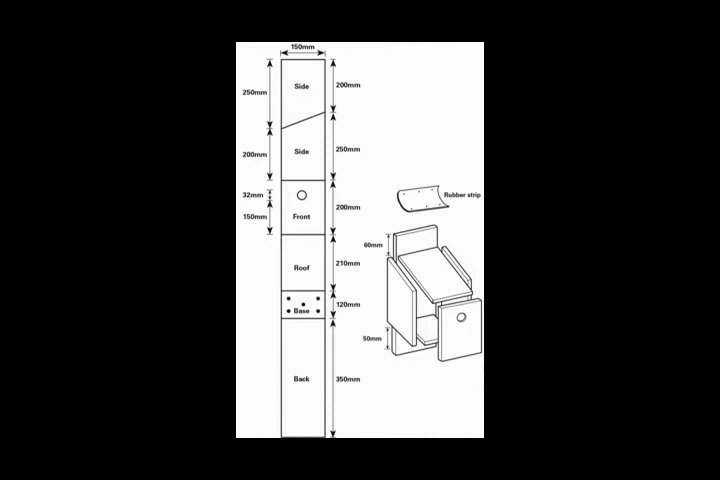 150mm
Side
200mm
250mm
Side
250mm
200mm
32mm
150mm
Front
200mm
Rubber strip
60mm
Roof
210mm
Base
120mm
50mm
Back
350mm